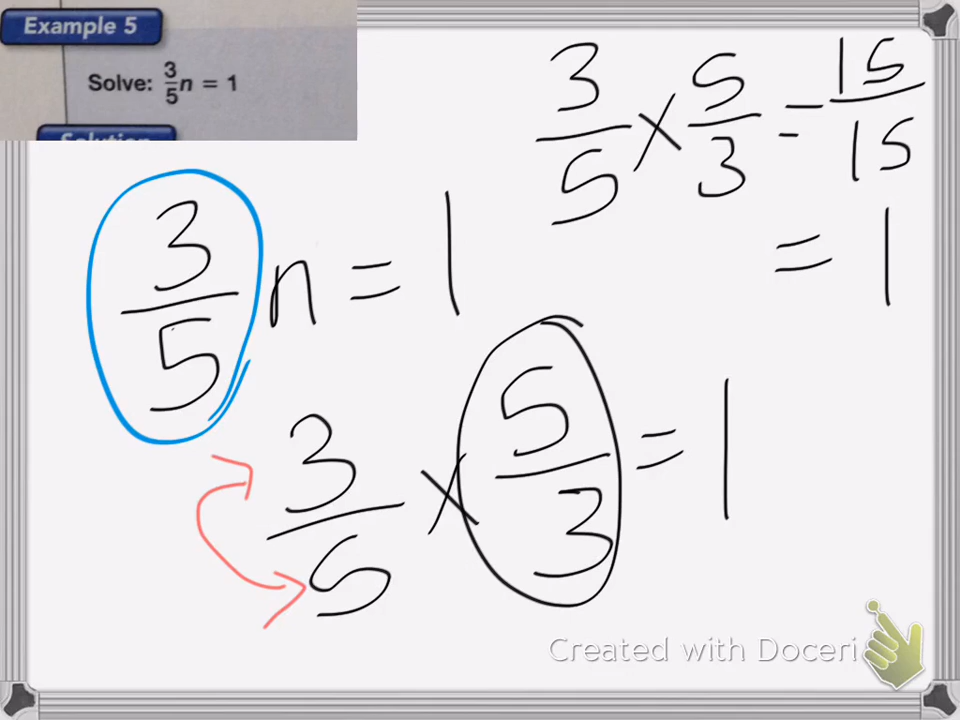 Example 5
Solve: 3/5 n = 1
3/5 × 5/3 = 15/15
= 1
3/5 n = 1
3/5 × 5/3 = 1
Created with Doceri